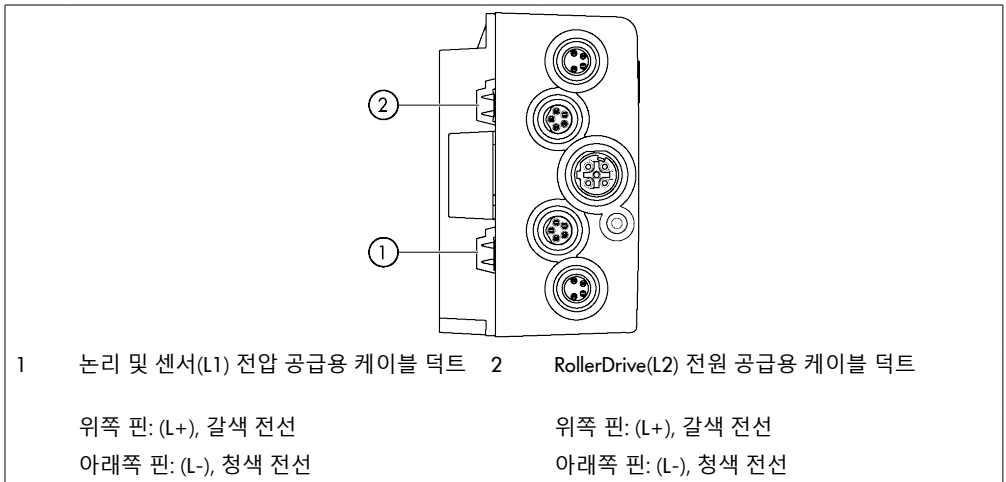 2
1
1 논리 및 센서(L1) 전압 공급용 케이블 덕트 2 RollerDrive(L2) 전원 공급용 케이블 덕트
위쪽 핀: (L+), 갈색 전선 위쪽 핀: (L+), 갈색 전선
아래쪽 핀: (L-), 청색 전선 아래쪽 핀: (L-), 청색 전선